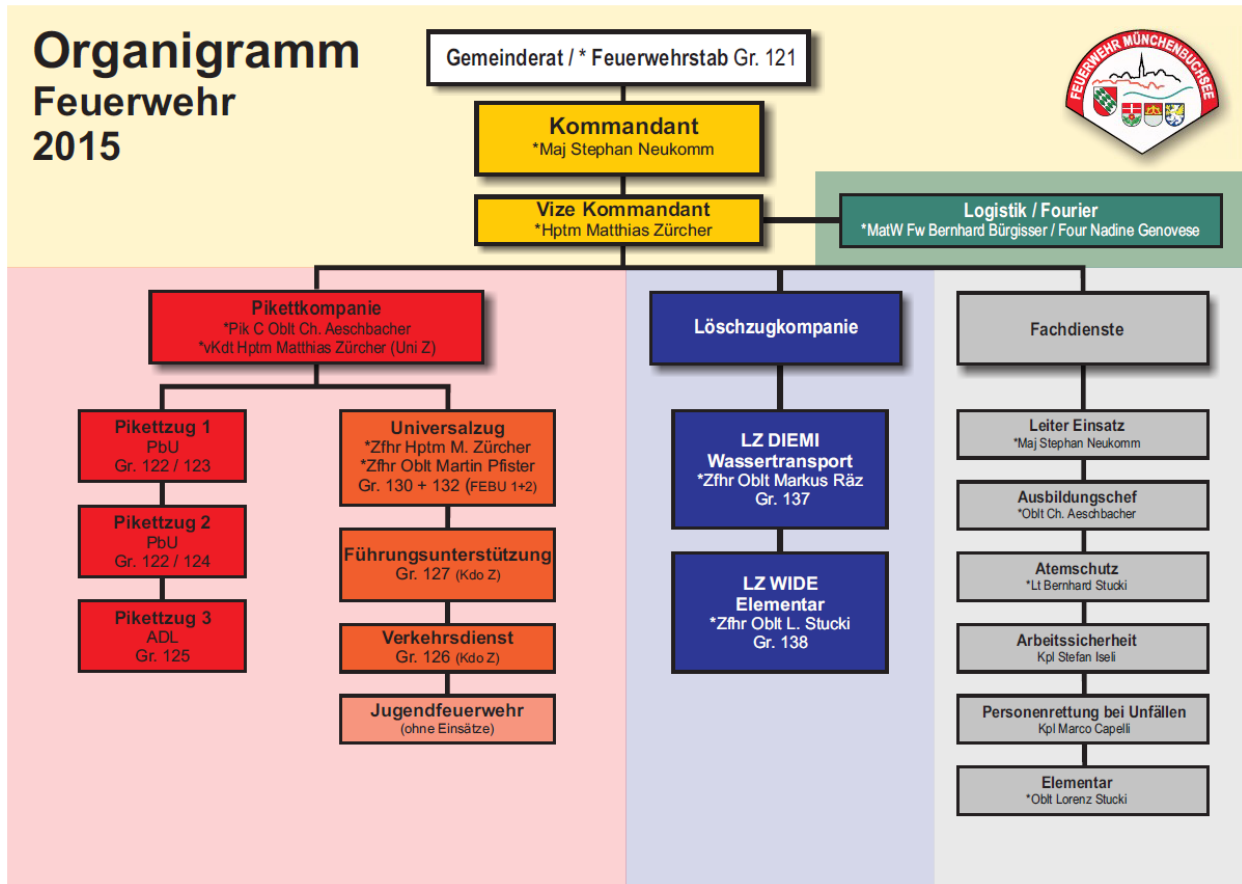 Organigramm
Feuerwehr
2015
Gemeinderat / * Feuerwehrstab Gr. 121
FEUERWEHR MÜNCHENBUCHSEE
Kommandant
*Maj Stephan Neukomm
Vize Kommandant
*Hptm Matthias Zürcher
Logistik / Fourier
*MatW Fw Bernhard Bürgisser / Four Nadine Genovese
Pikettkompanie
*Pik C Oblt Ch. Aeschbacher
*vKdt Hptm Matthias Zürcher (Uni Z)
Pikettzug 1
PbU
Gr. 122 / 123
Pikettzug 2
PbU
Gr. 122 / 124
Pikettzug 3
ADL
Gr. 125
Universalzug
*Zfhr Hptm M. Zürcher
*Zfhr Oblt Martin Pfister
Gr. 130 + 132 (FEBU 1+2)
Führungsunterstützung
Gr. 127 (Kdo Z)
Verkehrsdienst
Gr. 126 (Kdo Z)
Jugendfeuerwehr
(ohne Einsätze)
Löschzugkompanie
LZ DIEMI
Wassertransport
*Zfhr Oblt Markus Räz
Gr. 137
LZ WIDE
Elementar
*Zfhr Oblt L. Stucki
Gr. 138
Fachdienste
Leiter Einsatz
*Maj Stephan Neukomm
Ausbildungschef
*Oblt Ch. Aeschbacher
Atemschutz
*Lt Bernhard Stucki
Arbeitssicherheit
Kpl Stefan Iseli
Personenrettung bei Unfällen
Kpl Marco Capelli
Elementar
*Oblt Lorenz Stucki